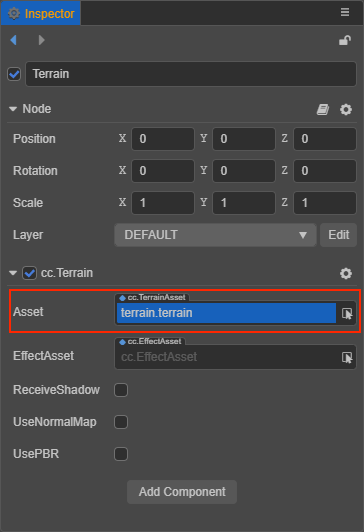 Inspector
Terrain
Node
Position X 0 Y 0 Z 0
Rotation X 0 Y 0 Z 0
Scale X 1 Y 1 Z 1
Layer DEFAULT Edit
cc.Terrain
cc.TerrainAsset
Asset terrain.terrain
cc.EffectAsset
EffectAsset cc.EffectAsset
ReceiveShadow
UseNormalMap
UsePBR
Add Component